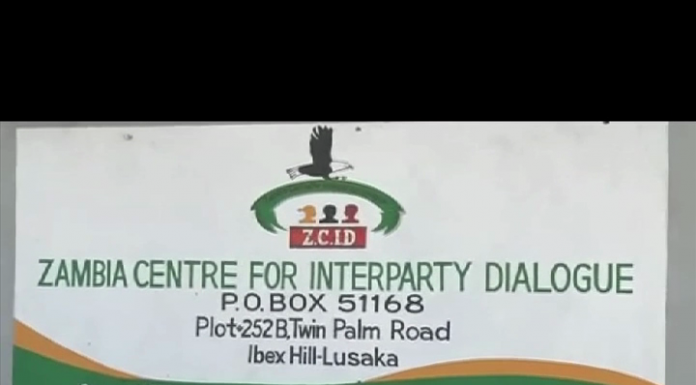 Z.C.I.D
ZAMBIA CENTRE FOR INTERPARTY DIALOGUE
P.O. BOX 51168
Plot-252B,Twin Palm Road
Ibex Hill-Lusaka